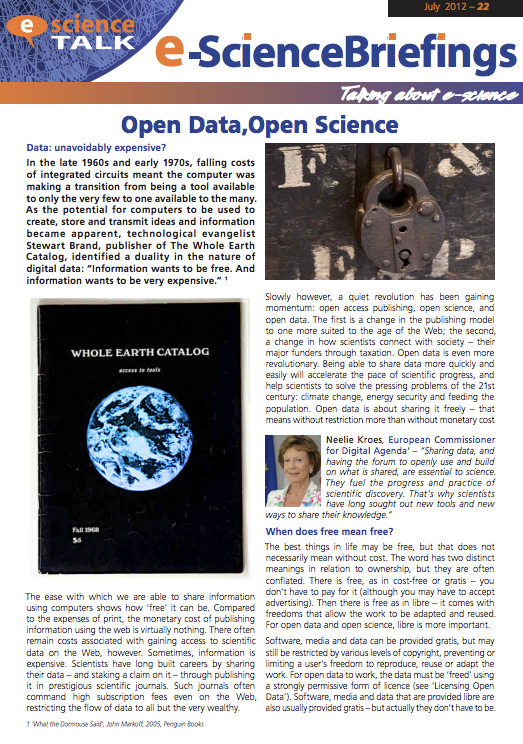 July 2012 – 22
e science
TALK
e-ScienceBriefings
Talking about e-science
Open Data,Open Science
Data: unavoidably expensive?
In the late 1960s and early 1970s, falling costs
of integrated circuits meant the computer was
making a transition from being a tool available
to only the very few to one available to the many.
As the potential for computers to be used to
create, store and transmit ideas and information
became apparent, technological evangelist
Stewart Brand, publisher of The Whole Earth
Catalog, identified a duality in the nature of
digital data: “Information wants to be free. And
information wants to be very expensive.” 1
WHOLE EARTH CATALOG
access to tools
Fall 1968
$5
The ease with which we are able to share information
using computers shows how ‘free’ it can be. Compared
to the expenses of print, the monetary cost of publishing
information using the web is virtually nothing. There often
remain costs associated with gaining access to scientific
data on the Web, however. Sometimes, information is
expensive. Scientists have long built careers by sharing
their data – and staking a claim on it – through publishing
it in prestigious scientific journals. Such journals often
command high subscription fees even on the Web,
restricting the flow of data to all but the very wealthy.
1 ‘What the Dormouse Said’, John Markoff, 2005, Penguin Books
F S
Slowly however, a quiet revolution has been gaining
momentum: open access publishing, open science, and
open data. The first is a change in the publishing model
to one more suited to the age of the Web; the second,
a change in how scientists connect with society – their
major funders through taxation. Open data is even more
revolutionary. Being able to share data more quickly and
easily will accelerate the pace of scientific progress, and
help scientists to solve the pressing problems of the 21st
century: climate change, energy security and feeding the
population. Open data is about sharing it freely – that
means without restriction more than without monetary cost
Neelie Kroes, European Commissioner
for Digital Agenda’ – “Sharing data, and
having the forum to openly use and build
on what is shared, are essential to science.
They fuel the progress and practice of
scientific discovery. That’s why scientists
have long sought out new tools and new
ways to share their knowledge.”
When does free mean free?
The best things in life may be free, but that does not
necessarily mean without cost. The word has two distinct
meanings in relation to ownership, but they are often
conflated. There is free, as in cost-free or gratis – you
don’t have to pay for it (although you may have to accept
advertising). Then there is free as in libre – it comes with
freedoms that allow the work to be adapted and reused.
For open data and open science, libre is more important.
Software, media and data can be provided gratis, but may
still be restricted by various levels of copyright, preventing or
limiting a user’s freedom to reproduce, reuse or adapt the
work. For open data to work, the data must be ‘freed’ using
a strongly permissive form of licence (see ‘Licensing Open
Data’). Software, media and data that are provided libre are
also usually provided gratis – but actually they don’t have to be.